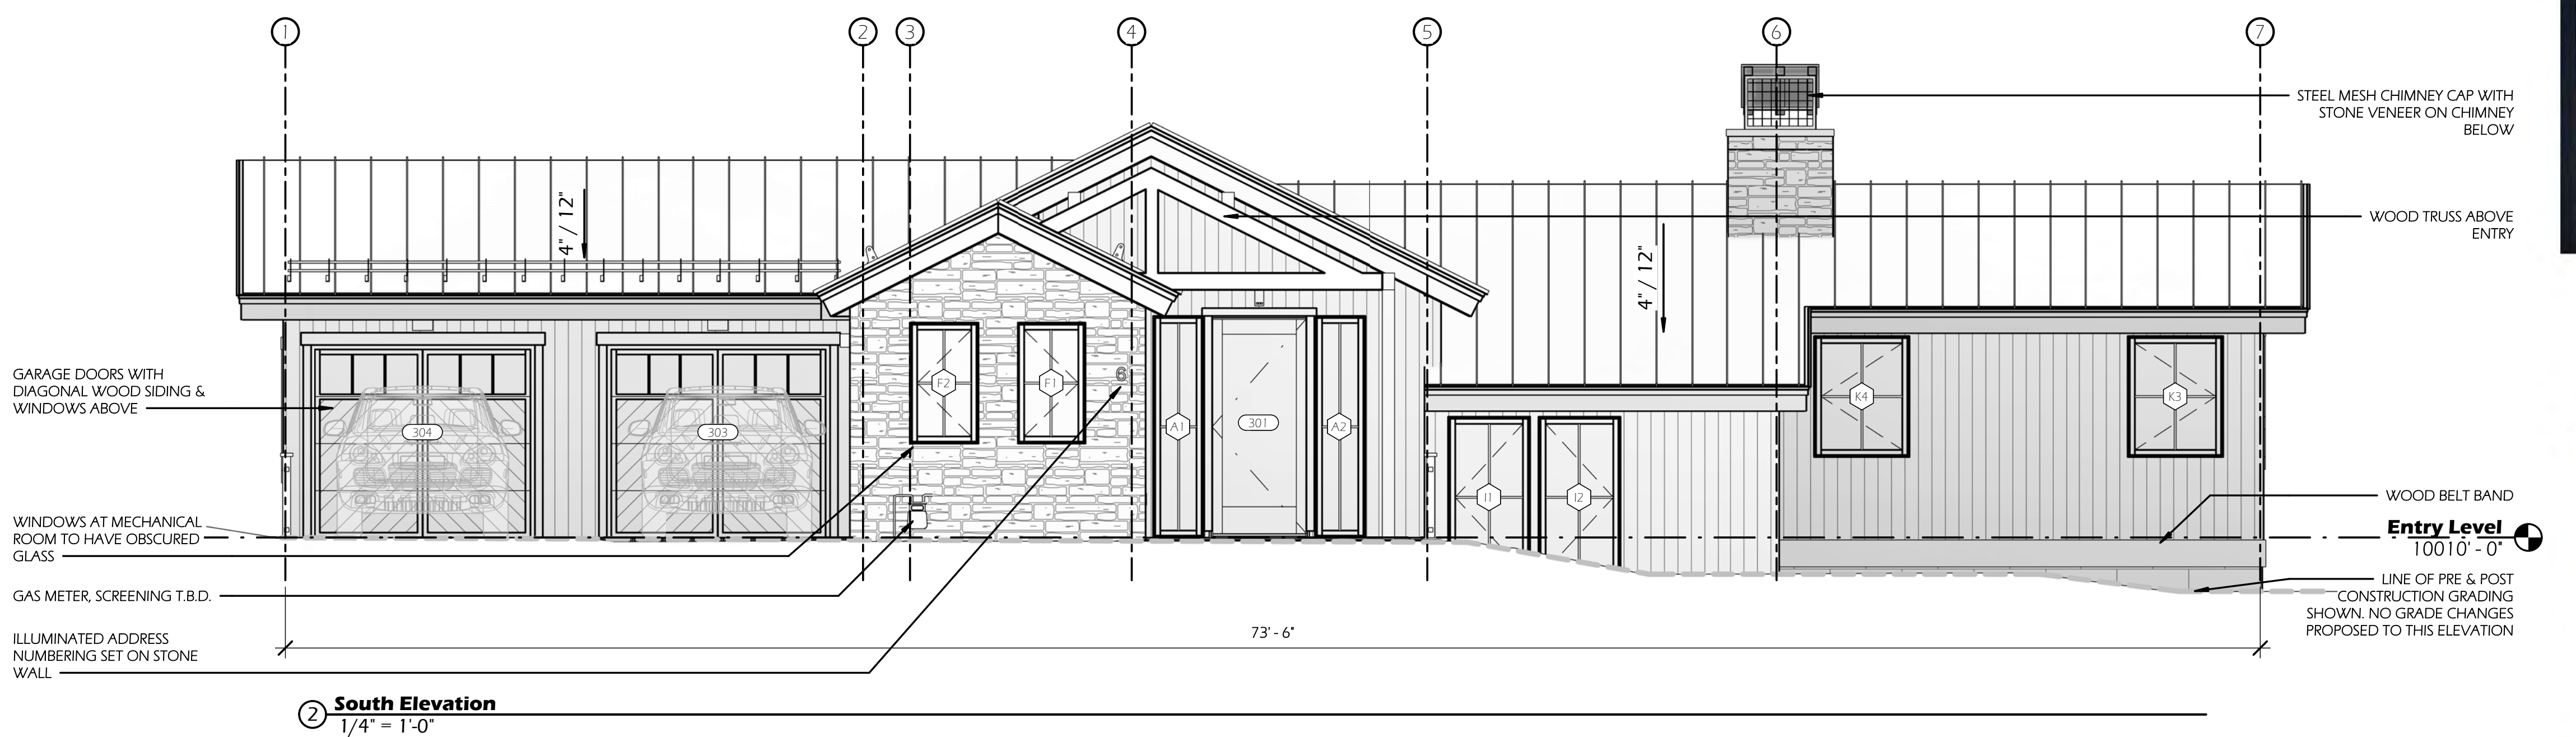 1 2 3 4 5 6 7
STEEL MESH CHIMNEY CAP WITH
STONE VENEER ON CHIMNEY
BELOW
4" / 12"
4" / 12"
WOOD TRUSS ABOVE
ENTRY
GARAGE DOORS WITH
DIAGONAL WOOD SIDING &
WINDOWS ABOVE
304
303
F2
F1
6
A1
301
A2
I1
I2
K4
K3
WOOD BELT BAND
WINDOWS AT MECHANICAL
ROOM TO HAVE OBSCURED
GLASS
Entry Level
10010' - 0"
GAS METER, SCREENING T.B.D.
LINE OF PRE & POST
CONSTRUCTION GRADING
SHOWN. NO GRADE CHANGES
PROPOSED TO THIS ELEVATION
ILLUMINATED ADDRESS
NUMBERING SET ON STONE
WALL
73' - 6"
2 South Elevation
1/4" = 1'-0"